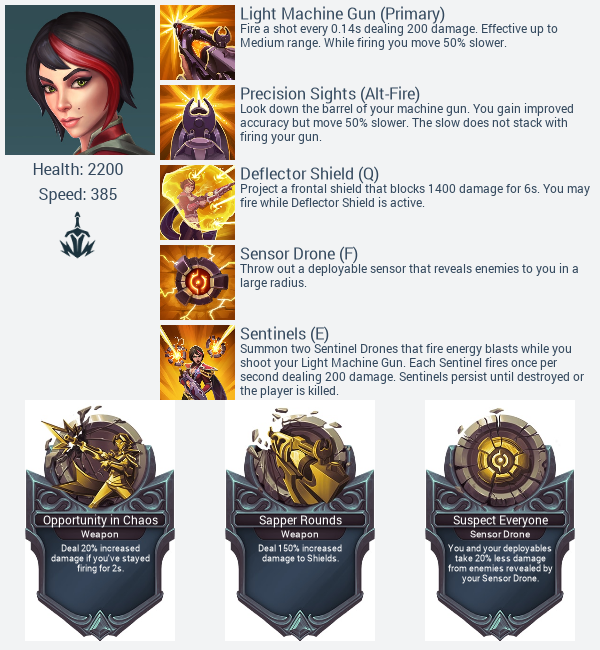 Light Machine Gun (Primary)
Fire a shot every 0.14s dealing 200 damage. Effective up to
Medium range. While firing you move 50% slower.
Precision Sights (Alt-Fire)
Look down the barrel of your machine gun. You gain improved
accuracy but move 50% slower. The slow does not stack with
firing your gun.
Health: 2200
Speed: 385
Deflector Shield (Q)
Project a frontal shield that blocks 1400 damage for 6s. You may
fire while Deflector Shield is active.
Sensor Drone (F)
Throw out a deployable sensor that reveals enemies to you in a
large radius.
Sentinels (E)
Summon two Sentinel Drones that fire energy blasts while you
shoot your Light Machine Gun. Each Sentinel fires once per
second dealing 200 damage. Sentinels persist until destroyed or
the player is killed.
Opportunity in Chaos
Weapon
Deal 20% increased
damage if you've stayed
firing for 2s.
Sapper Rounds
Weapon
Deal 150% increased
damage to Shields.
Suspect Everyone
Sensor Drone
You and your deployables
take 20% less damage
from enemies revealed by
your Sensor Drone.